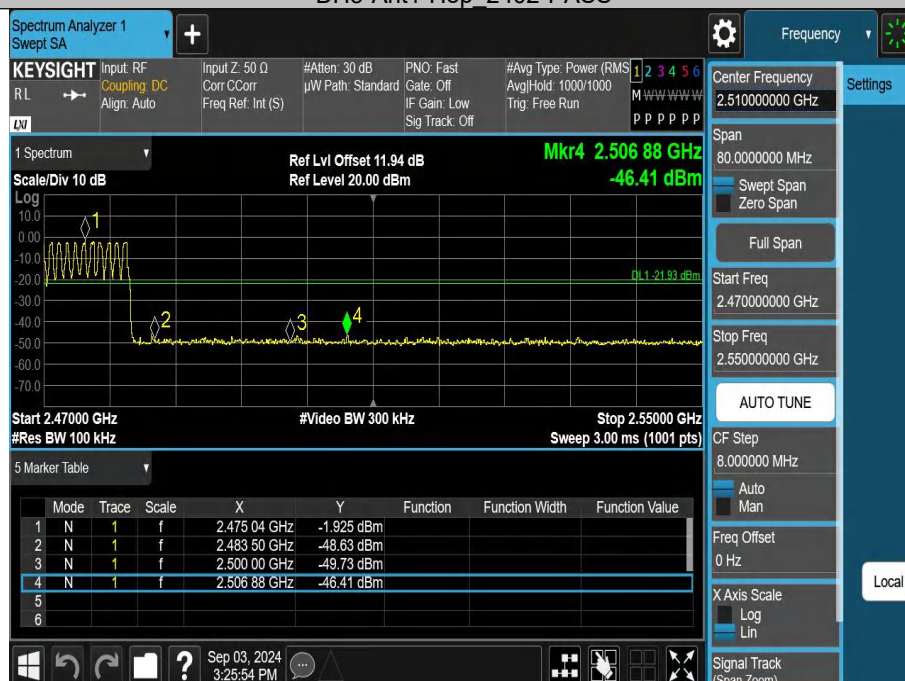 Spectrum Analyzer 1
Swept SA
Frequency
KEYSIGHT
RL
LXI
Input: RF
Coupling: DC
Align: Auto
Input Z: 50 Ω
Corr CCorr
Freq Ref: Int (S)
#Atten: 30 dB
µW Path: Standard
PNO: Fast
Gate: Off
IF Gain: Low
Sig Track: Off
#Avg Type: Power (RMS
Avg|Hold: 1000/1000
Trig: Free Run
1 2 3 4 5 6
M W W W W W
P P P P P P
Center Frequency
2.510000000 GHz
Settings
Span
80.0000000 MHz
Swept Span
Zero Span
Full Span
Start Freq
2.470000000 GHz
Stop Freq
2.550000000 GHz
AUTO TUNE
CF Step
8.000000 MHz
Auto
Man
Freq Offset
0 Hz
X Axis Scale
Log
Lin
Local
Signal Track
(Span Zoom)
1 Spectrum
Scale/Div 10 dB
Ref Lvl Offset 11.94 dB
Ref Level 20.00 dBm
Mkr4 2.506 88 GHz
-46.41 dBm
Log
10.0
0.00
-10.0
-20.0
-30.0
-40.0
-50.0
-60.0
-70.0
1
2
3
4
DL1 -21.93 dBm
Start 2.47000 GHz
#Res BW 100 kHz
#Video BW 300 kHz
Stop 2.55000 GHz
Sweep 3.00 ms (1001 pts)
5 Marker Table
Mode Trace Scale X Y Function Function Width Function Value
1 N 1 f 2.475 04 GHz -1.925 dBm
2 N 1 f 2.483 50 GHz -48.63 dBm
3 N 1 f 2.500 00 GHz -49.73 dBm
4 N 1 f 2.506 88 GHz -46.41 dBm
5
6
Sep 03, 2024
3:25:54 PM